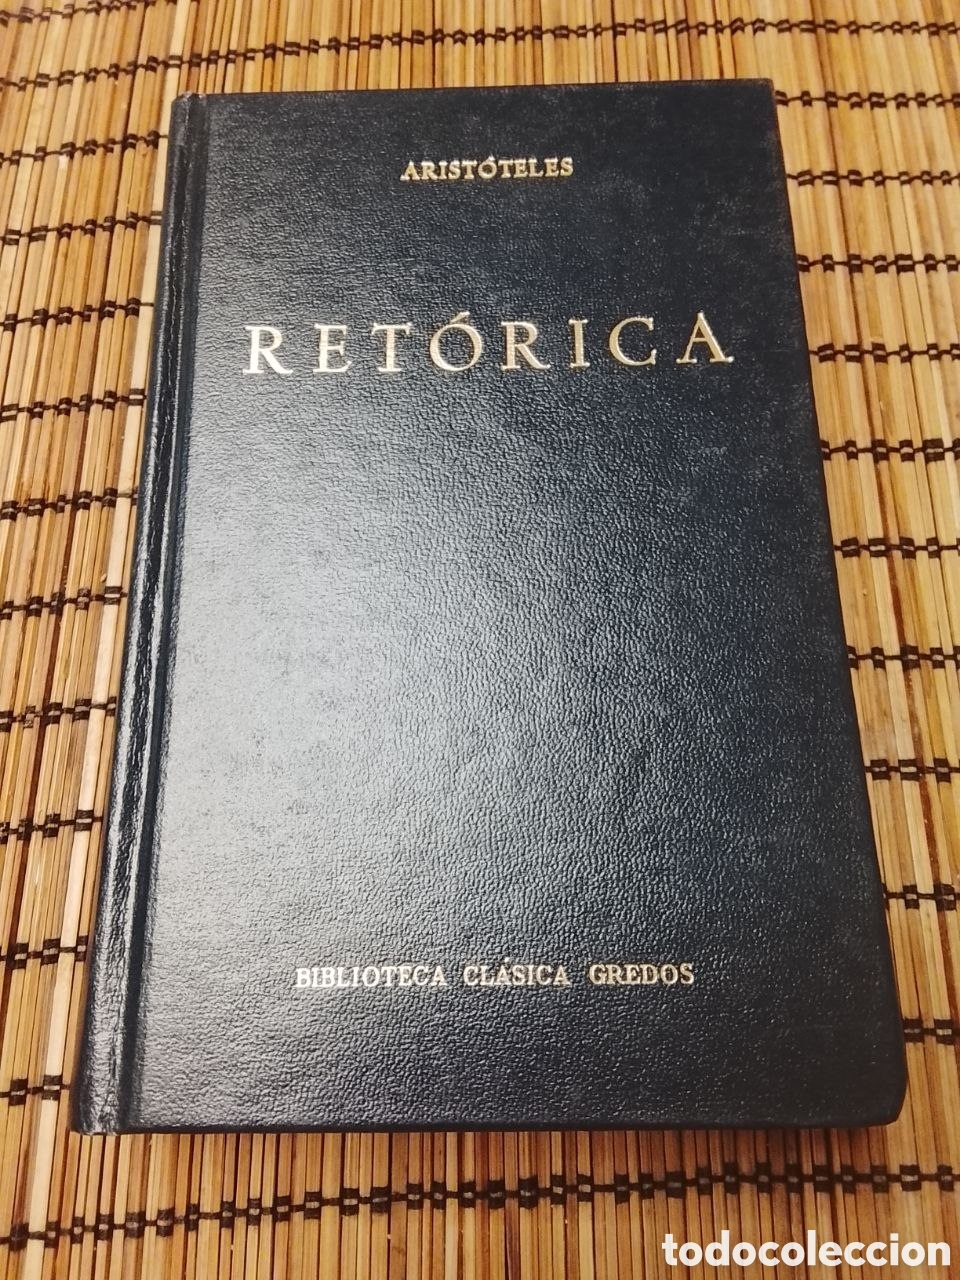 ARISTÓTELES
RETÓRICA
BIBLIOTECA CLÁSICA GREDOS
todocoleccion